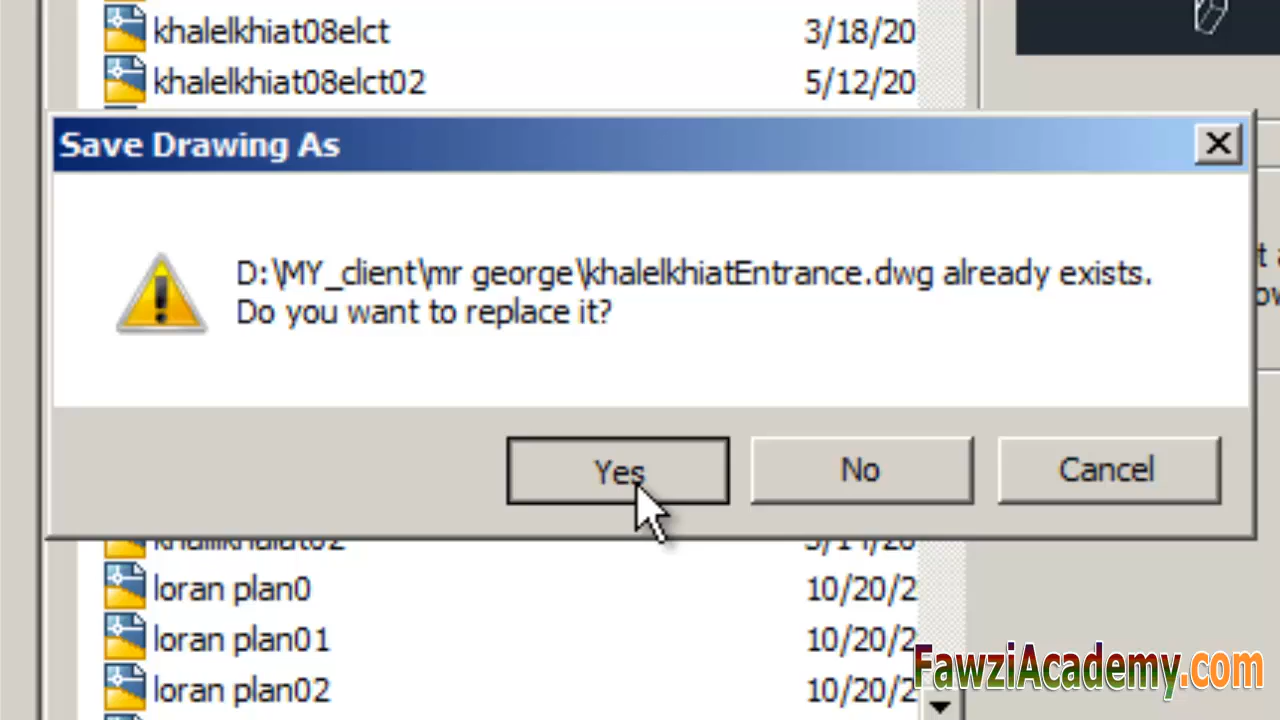 khalelkhiat08elct 3/18/20
khalelkhiat08elct02 5/12/20
Save Drawing As
D:\MY_client\mr george\khalelkhiatEntrance.dwg already exists.
Do you want to replace it?
Yes No Cancel
loran plan0 10/20/2
loran plan01 10/20/2
loran plan02 10/20/2
FawziAcademy.com